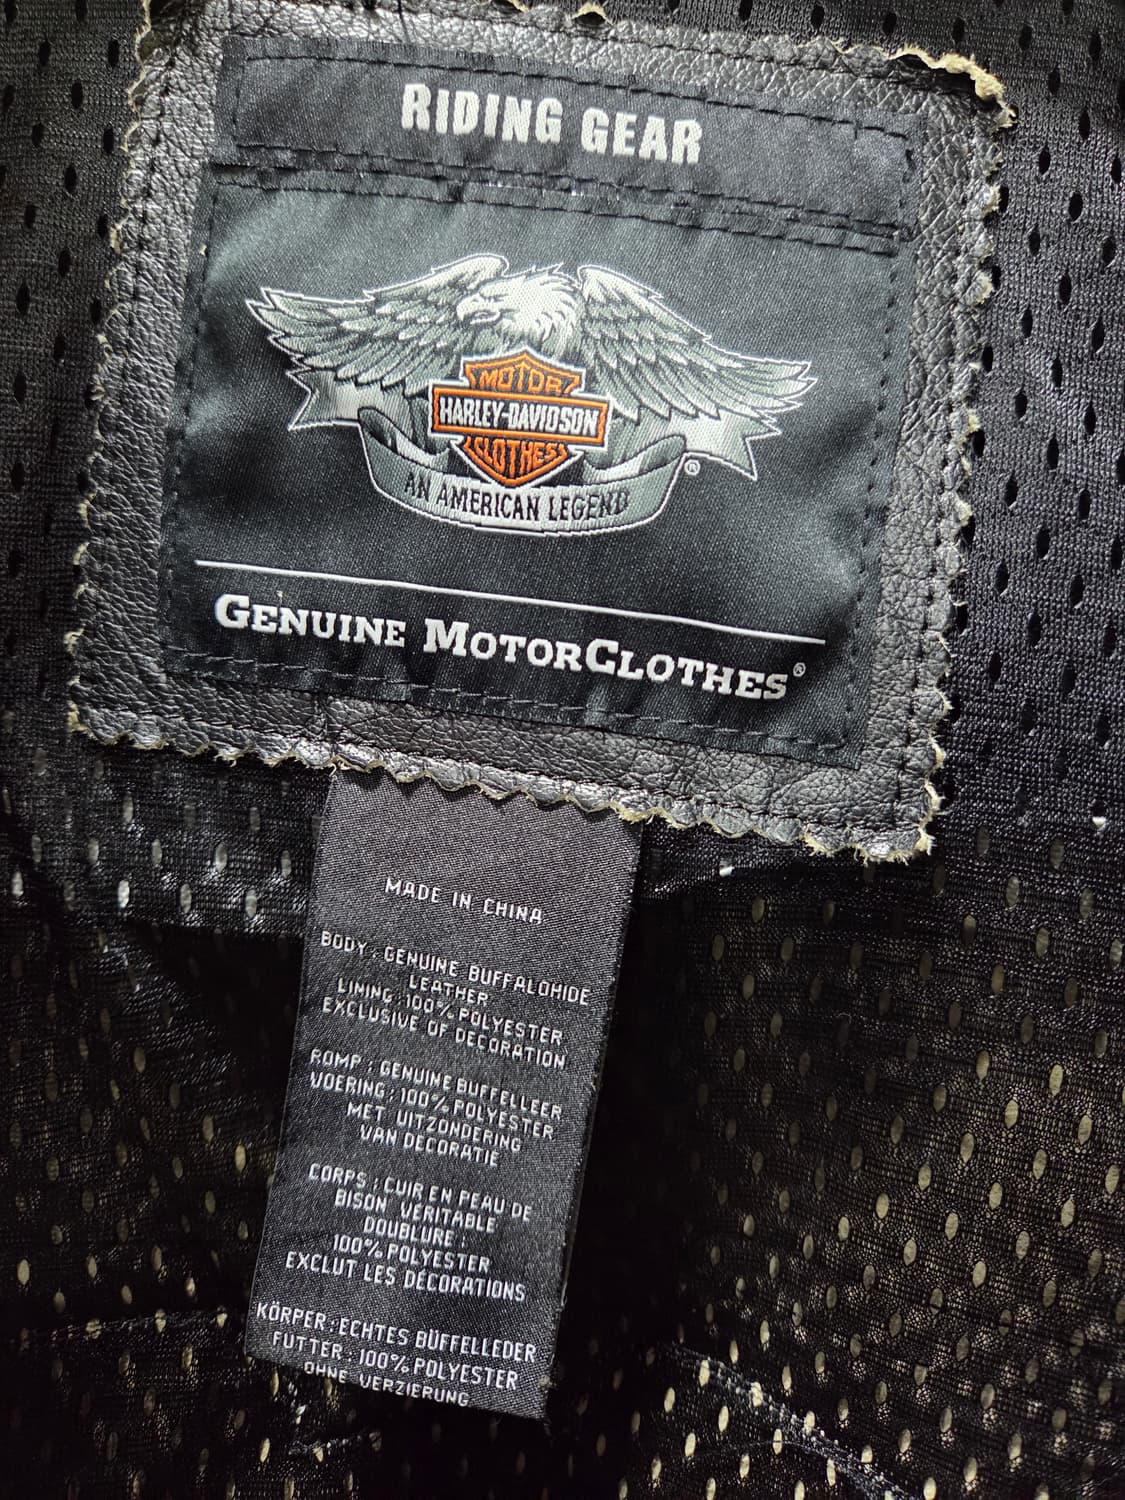 RIDING GEAR
MOTOR
HARLEY-DAVIDSON
CLOTHES
®
AN AMERICAN LEGEND
GENUINE MOTORCLOTHES®
MADE IN CHINA
BODY : GENUINE BUFFALOHIDE
LEATHER
LINING : 100% POLYESTER
EXCLUSIVE OF DECORATION
ROMP : GENUINE BUFFELLEER
VOERING : 100% POLYESTER
MET UITZONDERING
VAN DECORATIE
CORPS : CUIR EN PEAU DE
BISON VERITABLE
DOUBLURE :
100% POLYESTER
EXCLUT LES DÉCORATIONS
KÖRPER : ECHTES BÜFFELLEDER
FUTTER : 100% POLYESTER
OHNE VERZIERUNG